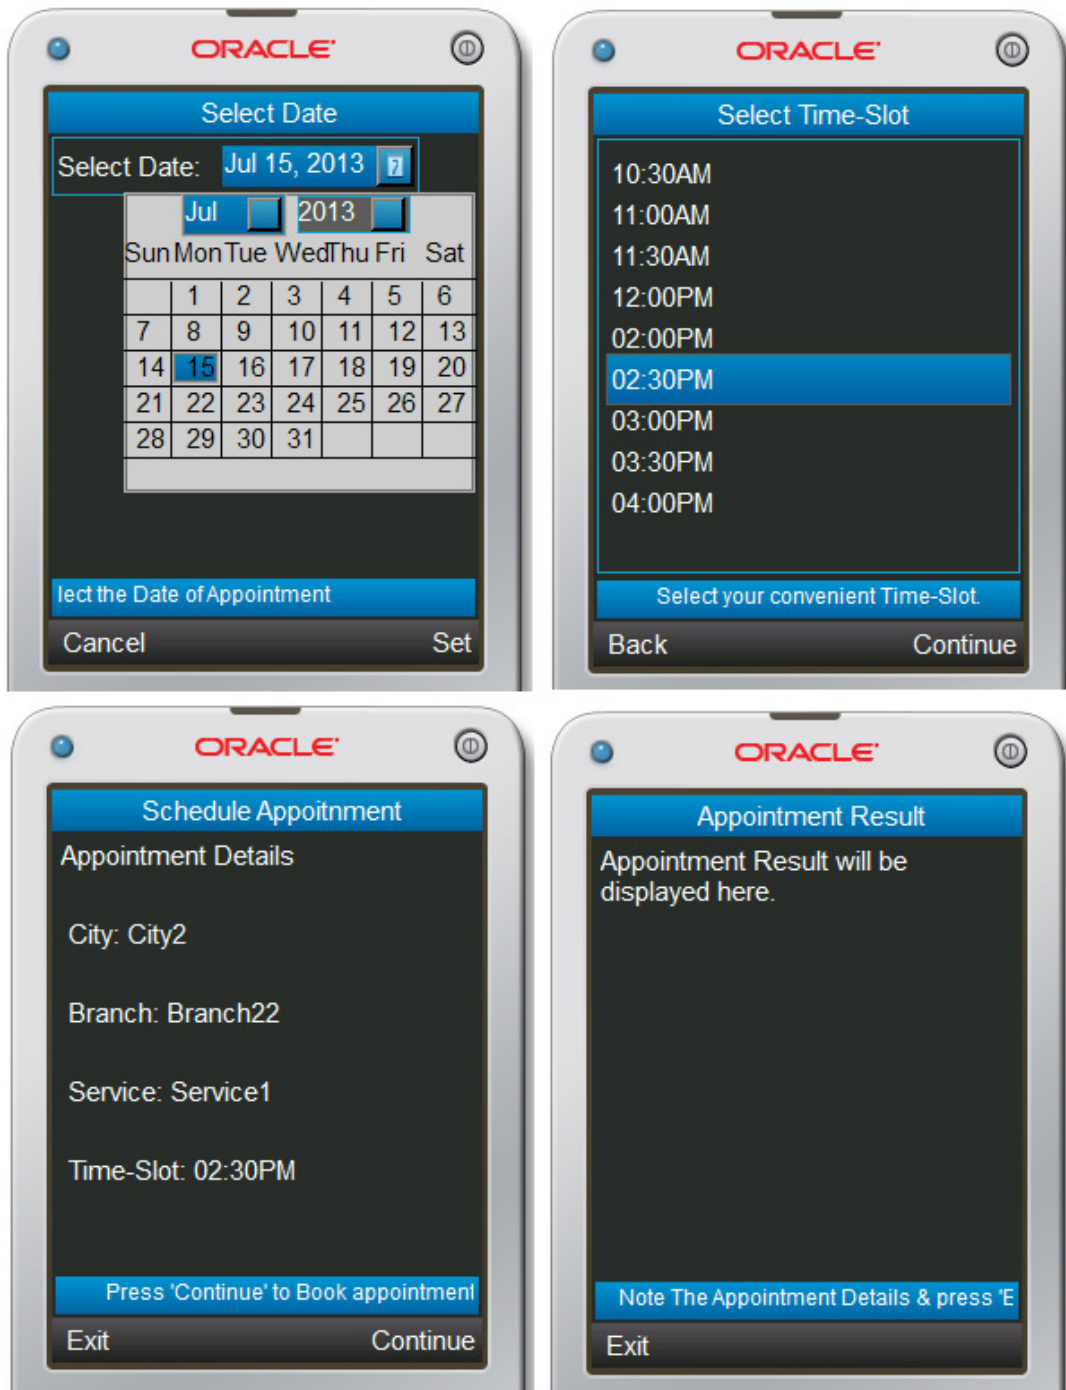 ORACLE
Select Date
Select Date: Jul 15, 2013
Jul 2013
Sun Mon Tue Wed Thu Fri Sat
1 2 3 4 5 6
7 8 9 10 11 12 13
14 15 16 17 18 19 20
21 22 23 24 25 26 27
28 29 30 31
lect the Date of Appointment
Cancel Set
ORACLE
Select Time-Slot
10:30AM
11:00AM
11:30AM
12:00PM
02:00PM
02:30PM
03:00PM
03:30PM
04:00PM
Select your convenient Time-Slot.
Back Continue
ORACLE
Schedule Appoitnment
Appointment Details
City: City2
Branch: Branch22
Service: Service1
Time-Slot: 02:30PM
Press 'Continue' to Book appointment
Exit Continue
ORACLE
Appointment Result
Appointment Result will be
displayed here.
Note The Appointment Details & press 'E
Exit